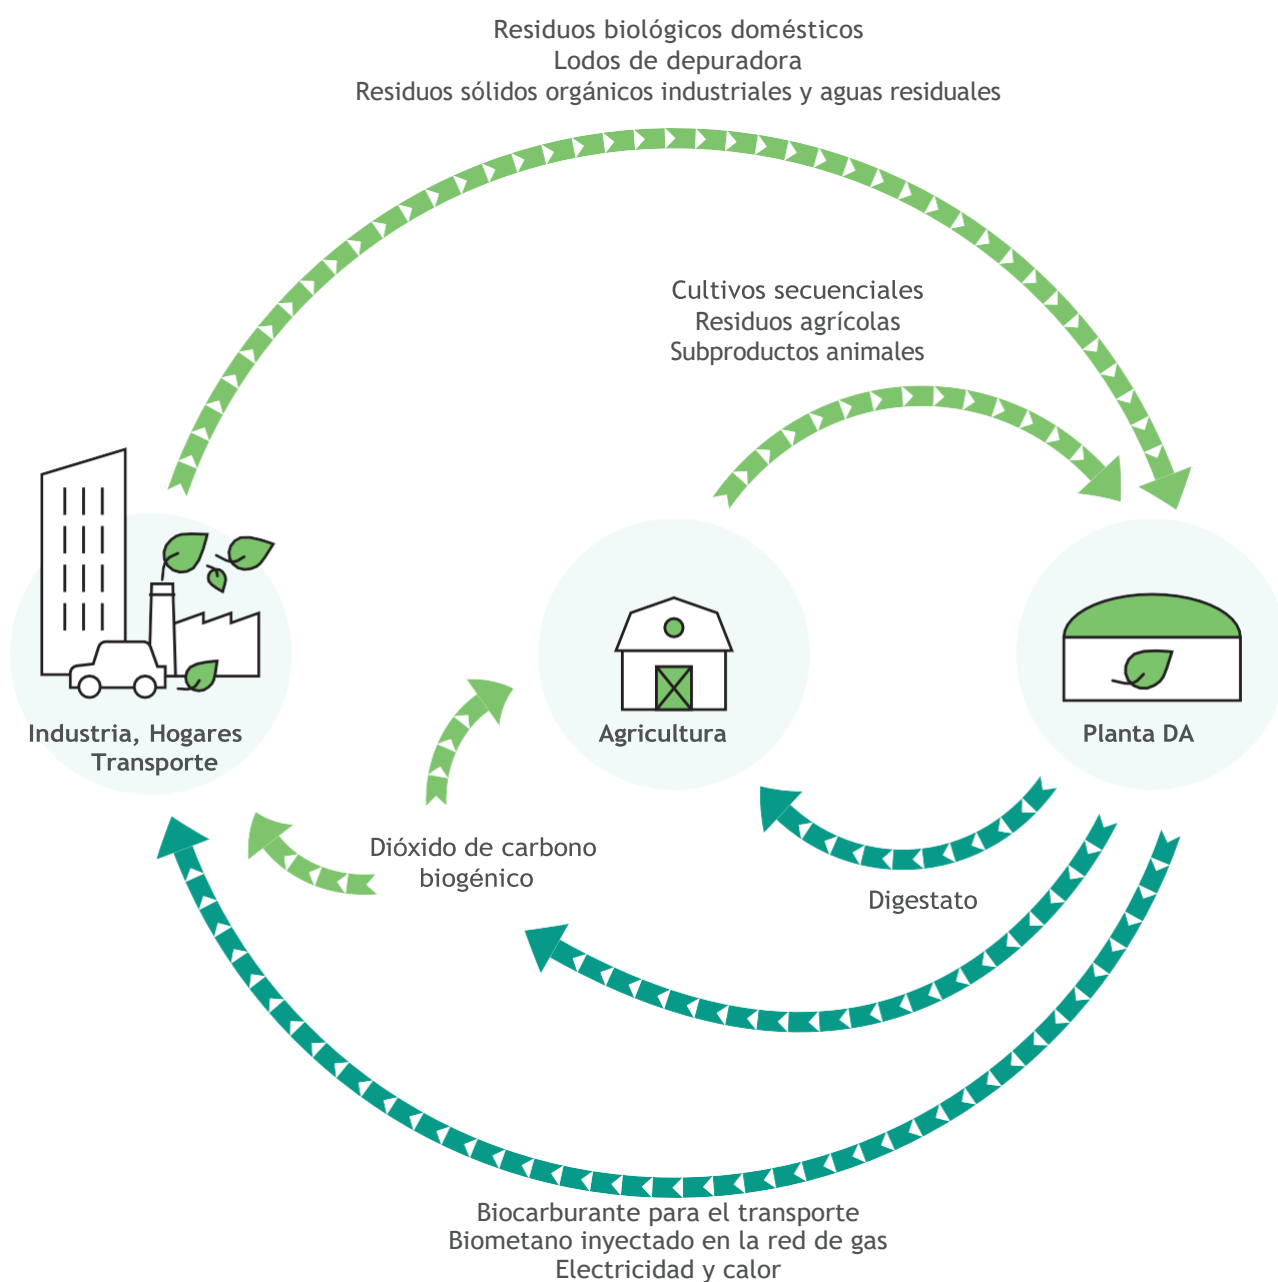 Residuos biológicos domésticos
Lodos de depuradora
Residuos sólidos orgánicos industriales y aguas residuales
Cultivos secuenciales
Residuos agrícolas
Subproductos animales
Industria, Hogares
Transporte
Agricultura
Planta DA
Dióxido de carbono
biogénico
Digestato
Biocarburante para el transporte
Biometano inyectado en la red de gas
Electricidad y calor